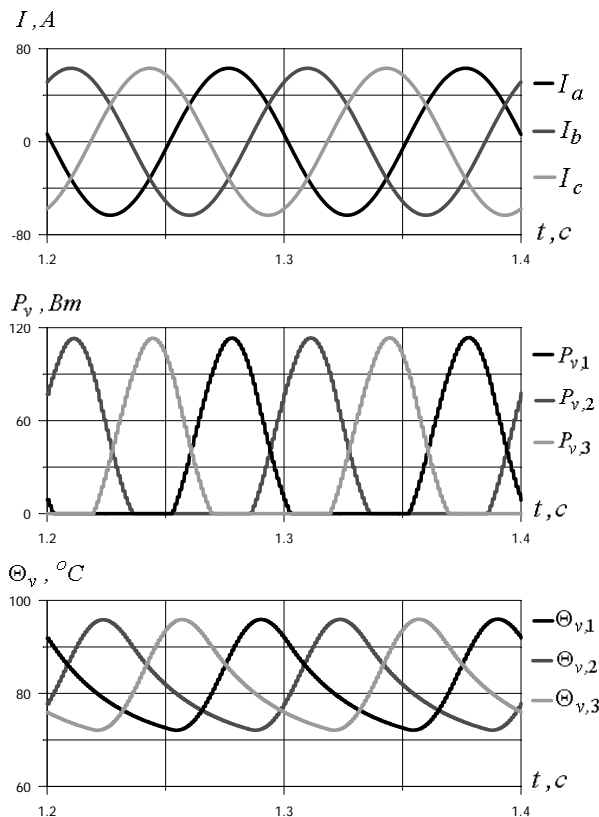 I , A
80
0
-80
1.2
1.3
1.4
t , c
I a
I b
I c
P v , Вт
120
60
0
1.2
1.3
1.4
t , c
P v,1
P v,2
P v,3
Θ v , °C
100
80
60
1.2
1.3
1.4
t , c
Θ v,1
Θ v,2
Θ v,3